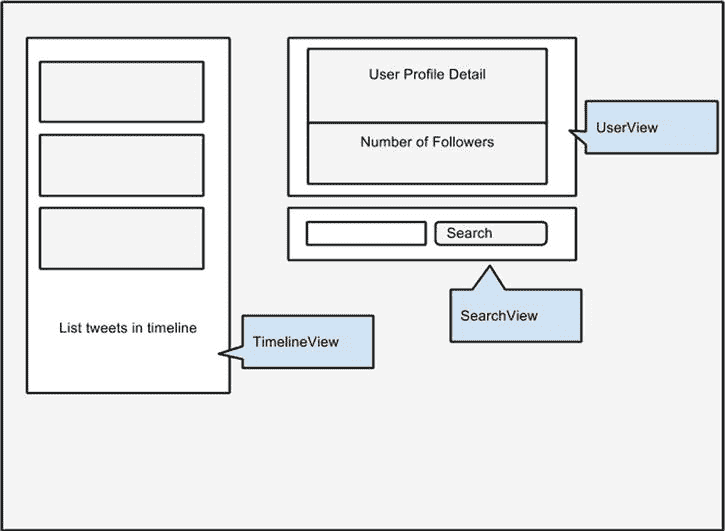 User Profile Detail
Number of Followers
UserView
Search
SearchView
List tweets in timeline
TimelineView